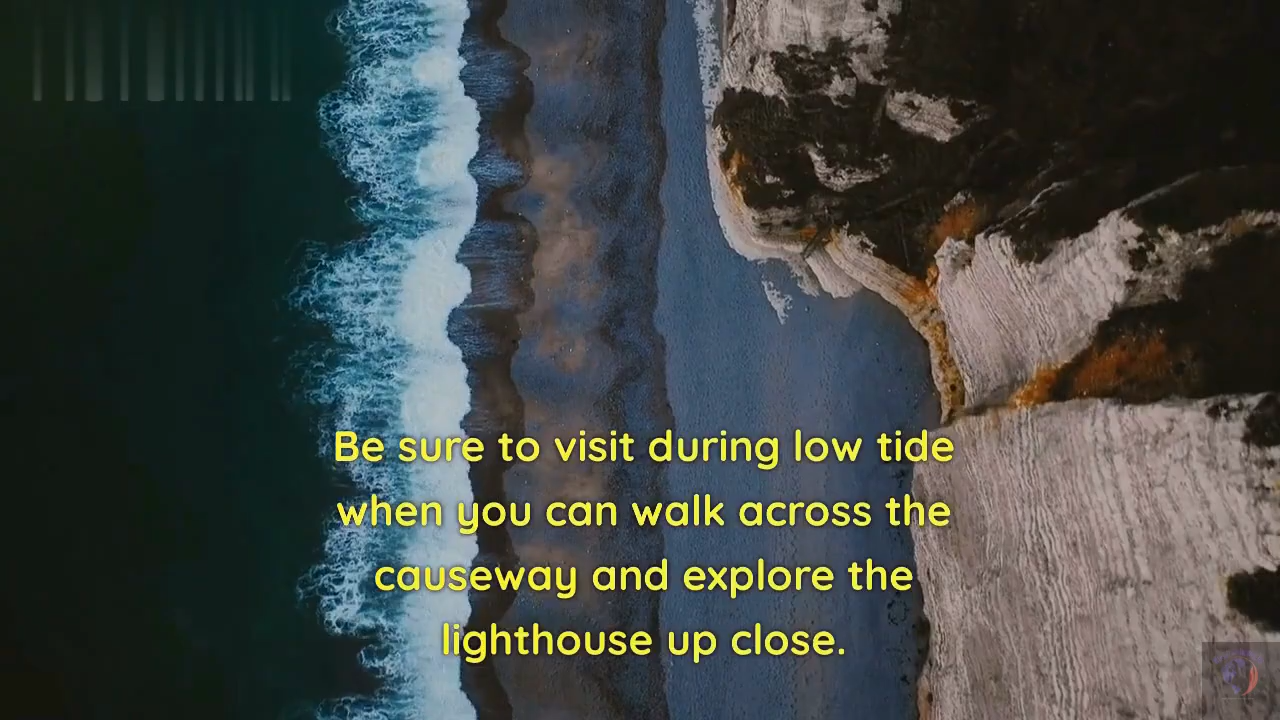 Be sure to visit during low tide
when you can walk across the
causeway and explore the
lighthouse up close.